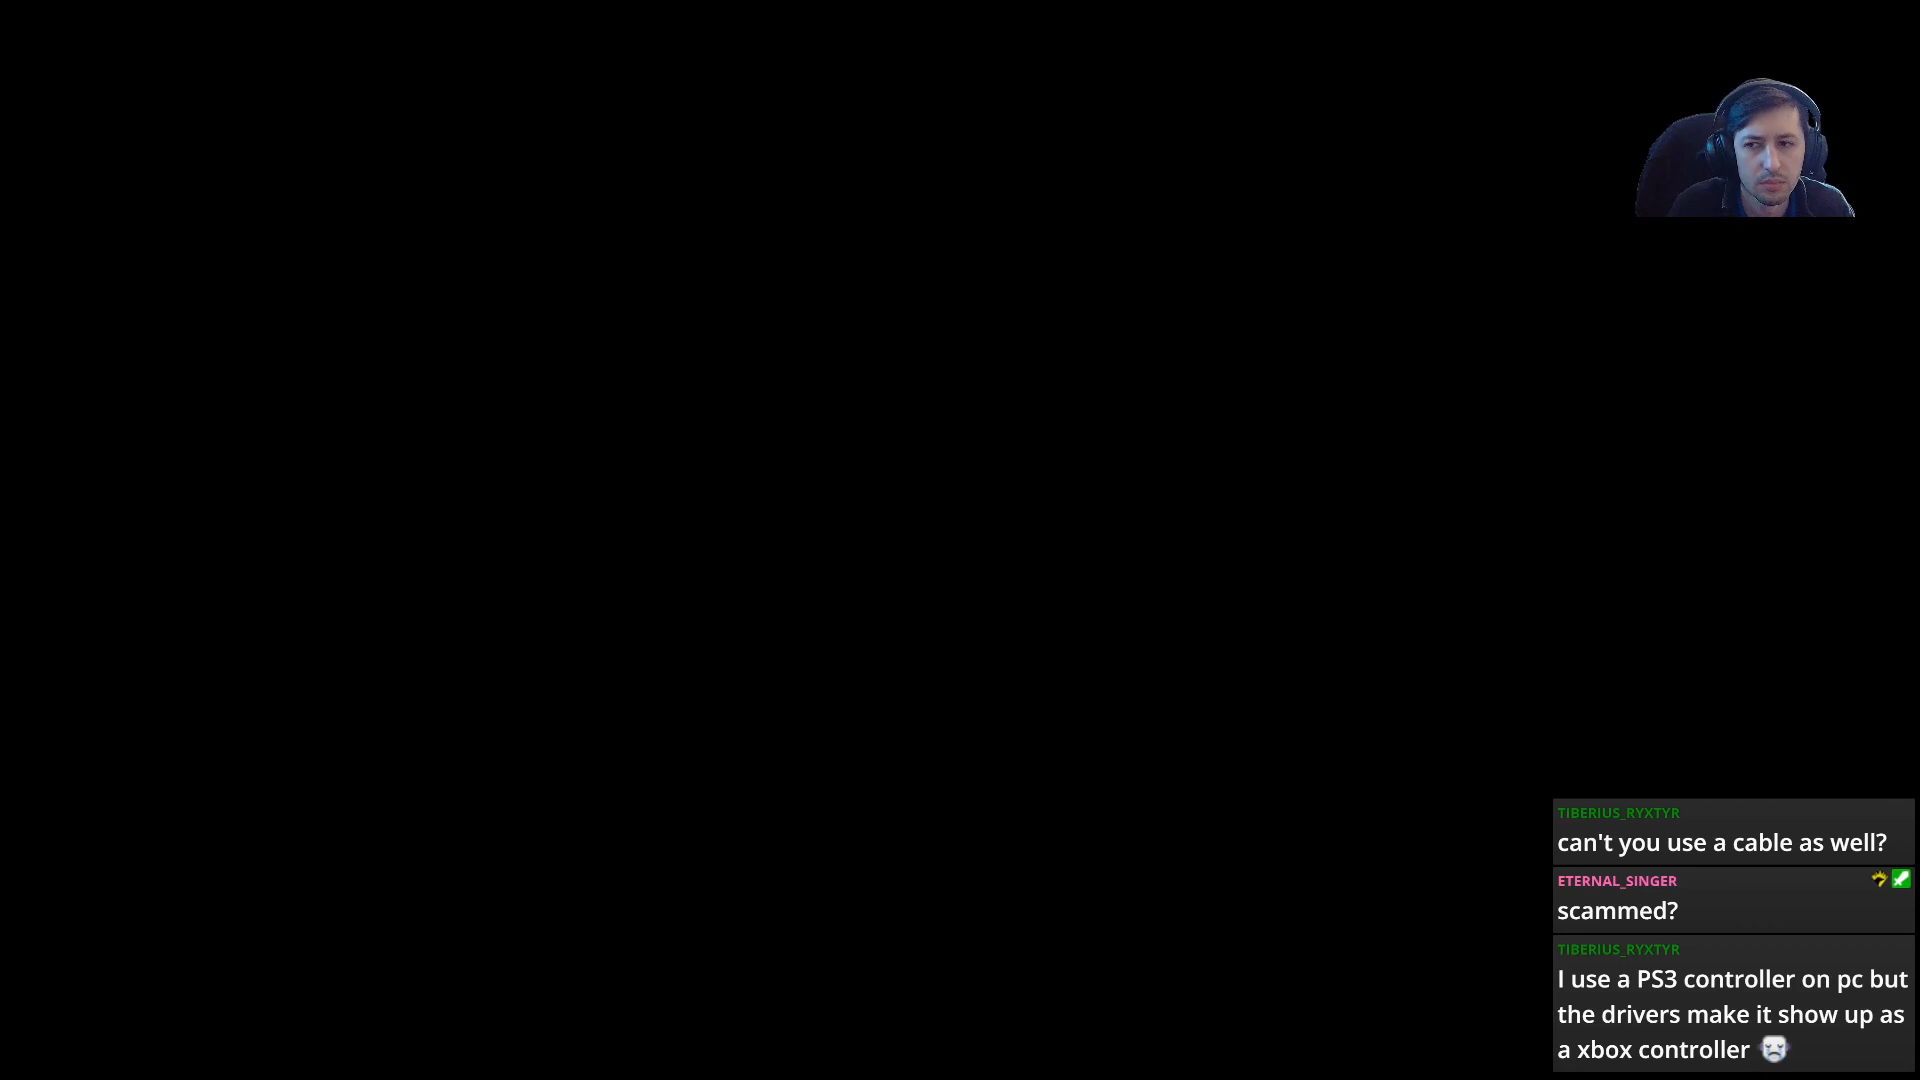 TIBERIUS_RYXTYR
can't you use a cable as well?
ETERNAL_SINGER
scammed?
TIBERIUS_RYXTYR
I use a PS3 controller on pc but
the drivers make it show up as
a xbox controller